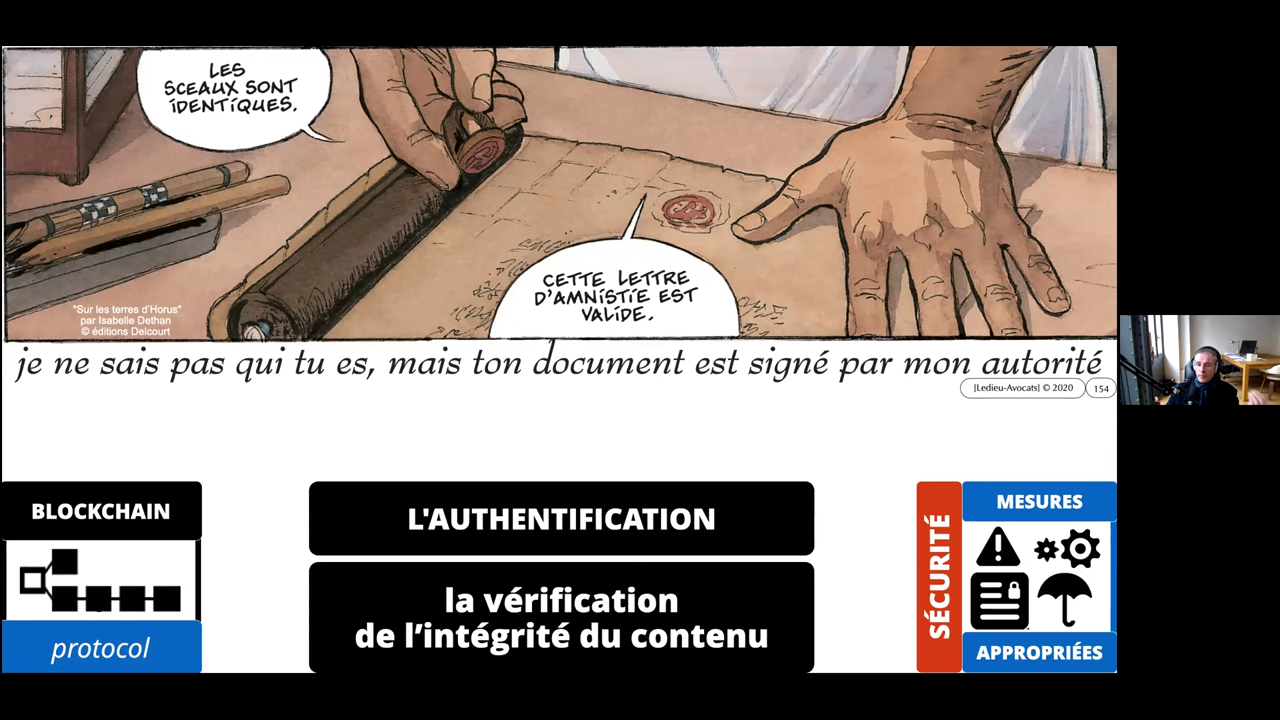 LES
SCEAUX SONT
iDENTiQUES.
CETTE LETTRE
D'AMNiSTiE EST
VALiDE.
"Sur les terres d'Horus"
par Isabelle Dethan
© éditions Delcourt
je ne sais pas qui tu es, mais ton document est signé par mon autorité
[Ledieu-Avocats] © 2020
154
BLOCKCHAIN
protocol
L'AUTHENTIFICATION
la vérification
de l'intégrité du contenu
SÉCURITÉ
MESURES
APPROPRIÉES